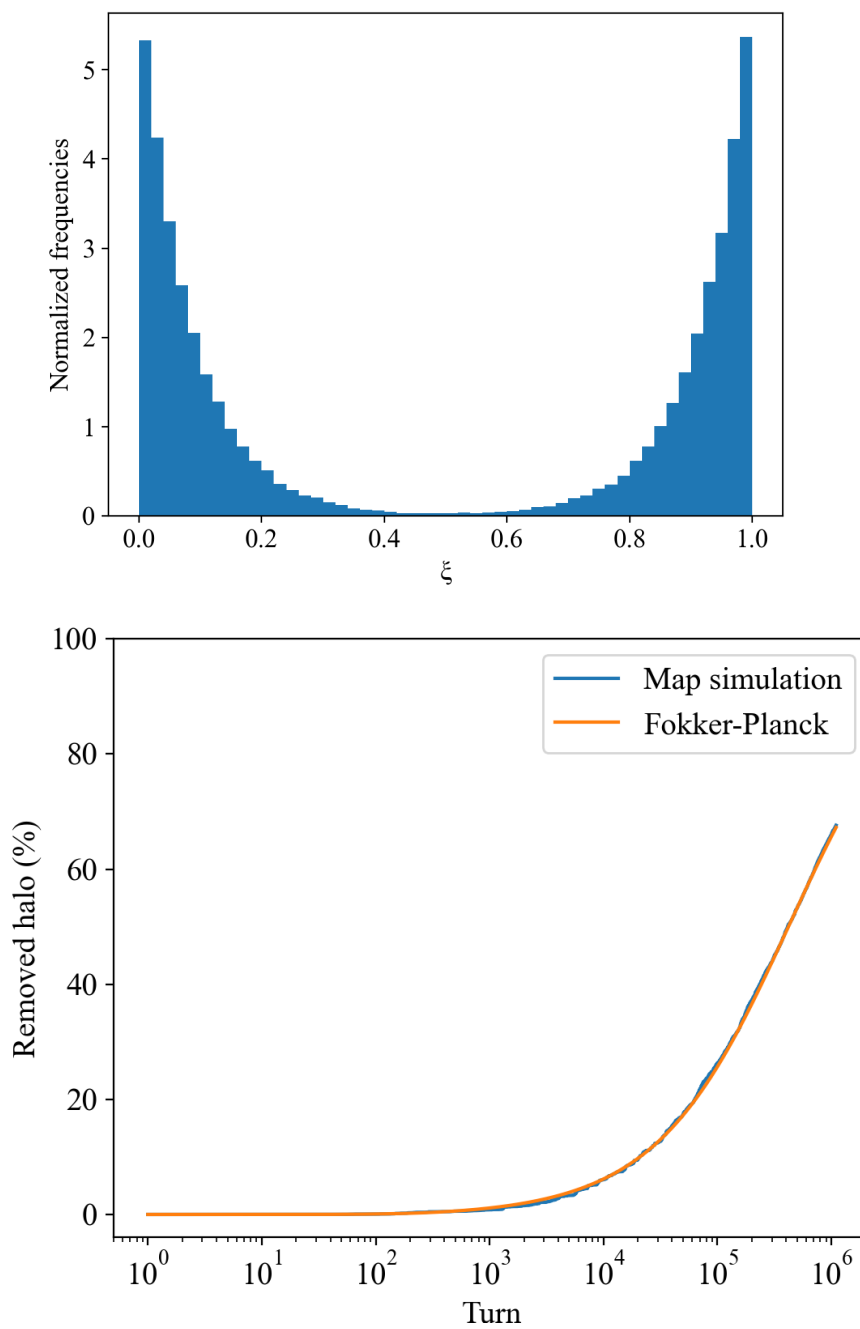 Normalized frequencies
5
4
3
2
1
0
0.0 0.2 0.4 0.6 0.8 1.0
ξ
Removed halo (%)
100
80
60
40
20
0
Map simulation
Fokker-Planck
10⁰ 10¹ 10² 10³ 10⁴ 10⁵ 10⁶
Turn